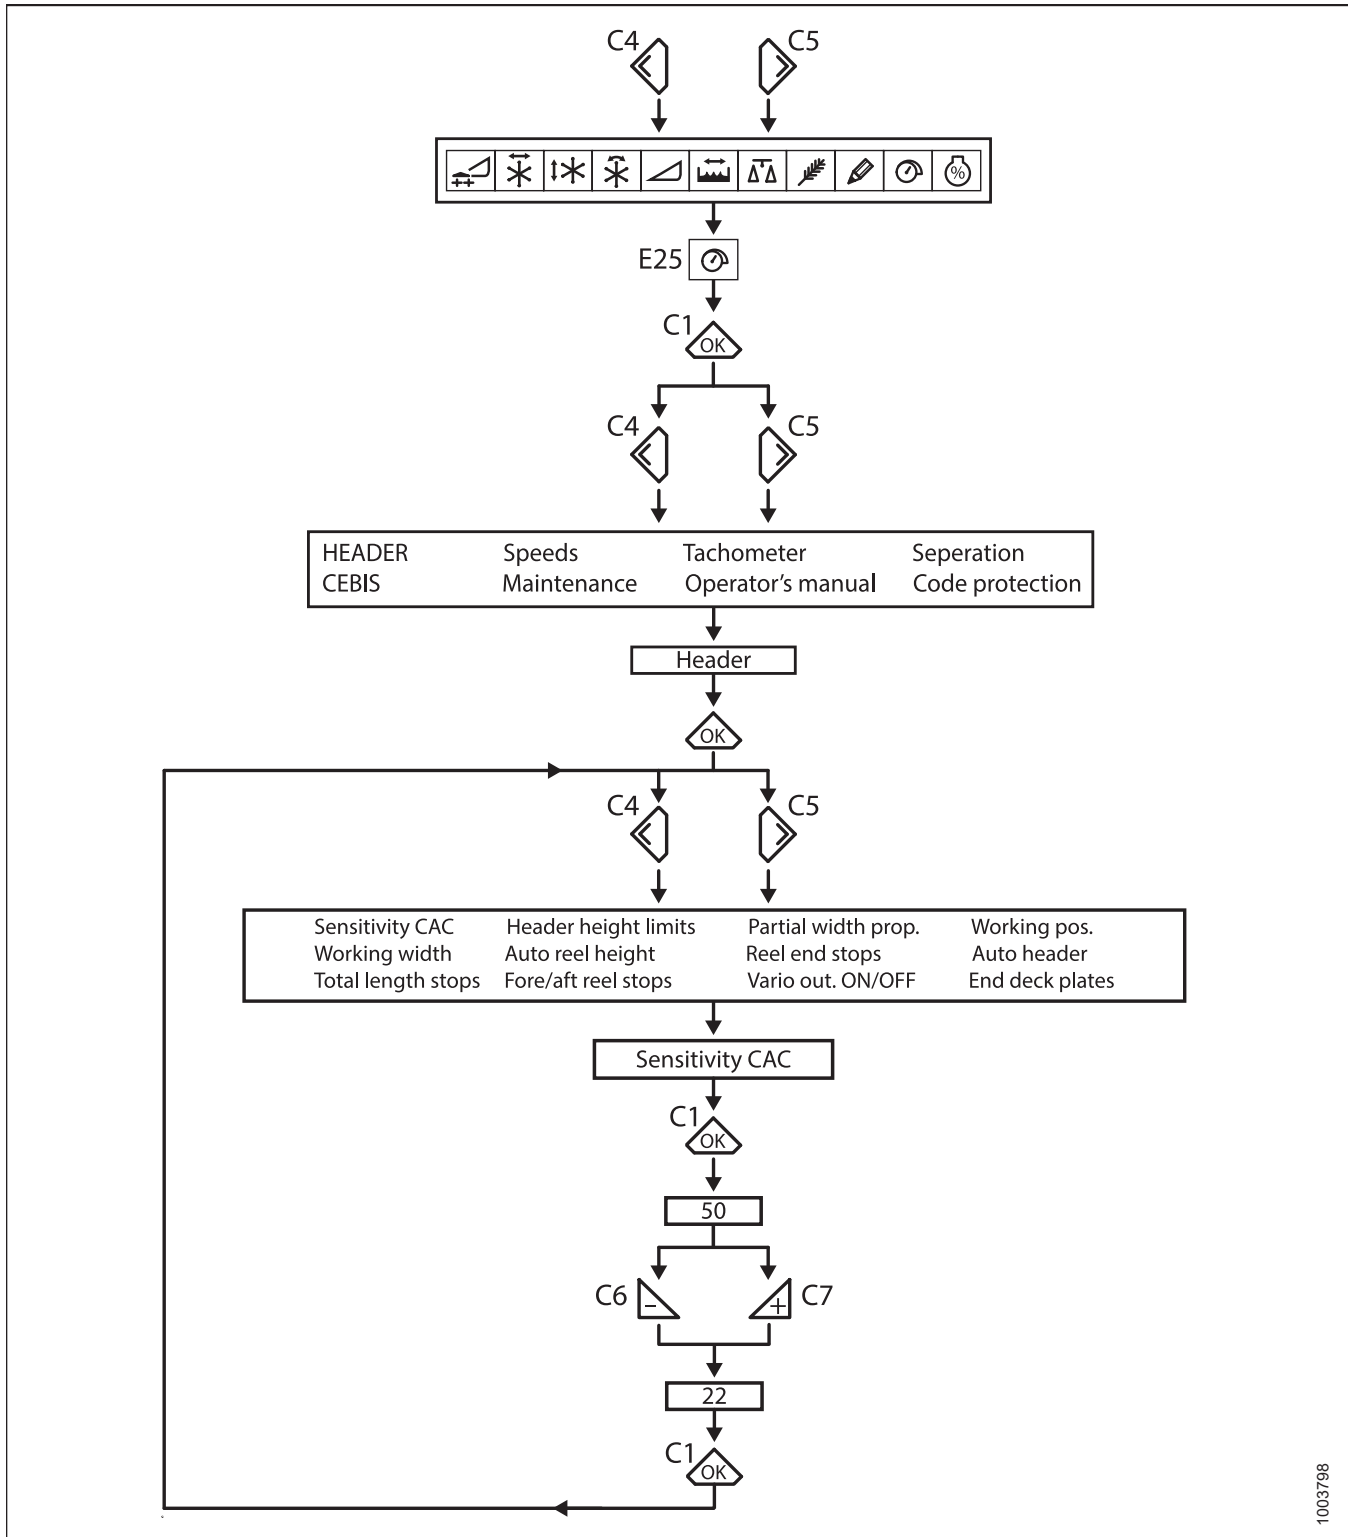 C4 C5
%
E25
C1
OK
C4 C5
HEADER Speeds Tachometer Seperation
CEBIS Maintenance Operator's manual Code protection
Header
OK
C4 C5
Sensitivity CAC Header height limits Partial width prop. Working pos.
Working width Auto reel height Reel end stops Auto header
Total length stops Fore/aft reel stops Vario out. ON/OFF End deck plates
Sensitivity CAC
C1
OK
50
C6 - + C7
22
C1
OK
1003798